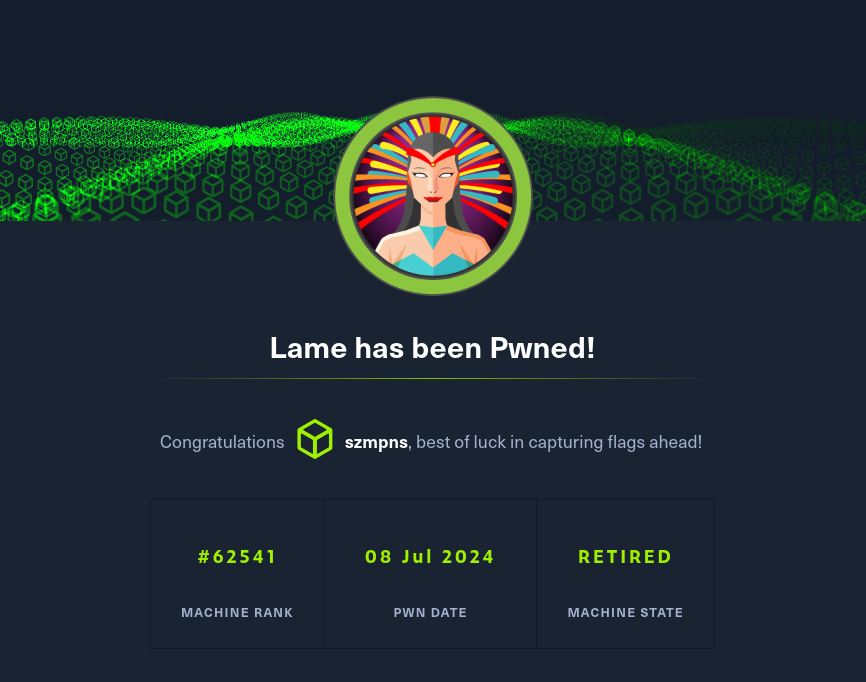 Lame has been Pwned!
Congratulations szmpns, best of luck in capturing flags ahead!
#62541 08 Jul 2024 RETIRED
MACHINE RANK PWN DATE MACHINE STATE